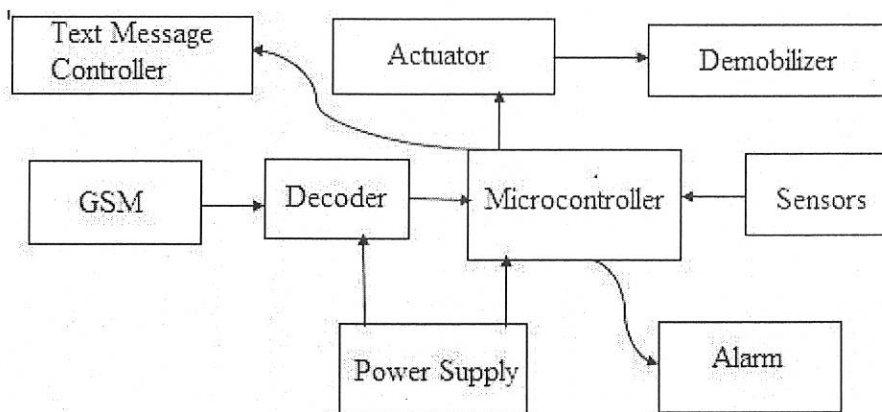 Text Message
Controller
Actuator
Demobilizer
GSM
Decoder
Microcontroller
Sensors
Power Supply
Alarm